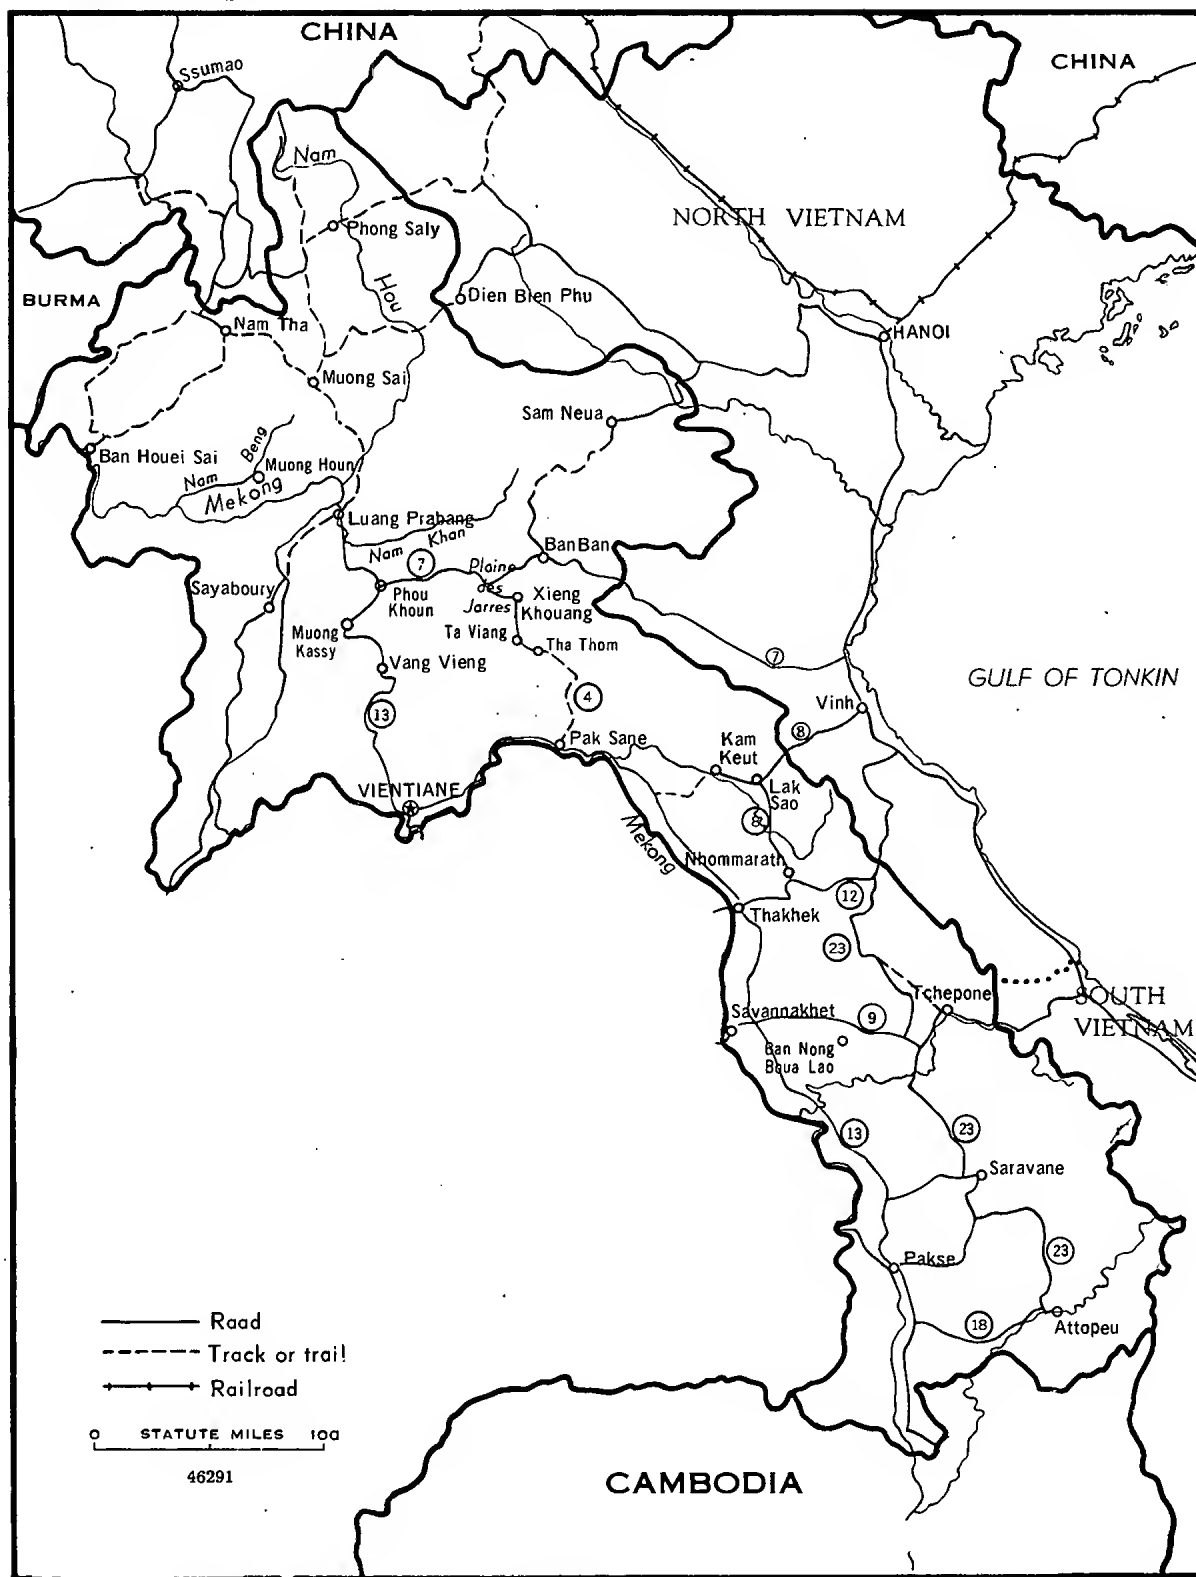 CHINA
CHINA
Ssumao
Nam
NORTH VIETNAM
Phong Saly
Hou
BURMA
Dien Bien Phu
Nam Tha
HANOI
Muong Sai
Sam Neua
Ban Houei Sai
Beng
Muong Houn
Nam
Mekong
Luang Prabang
Nam Khan
BanBan
7
Plaine
des
Jarres
Xieng
Khouang
Sayaboury
Phou
Khoun
Muong
Kassy
Ta Viang
Tha Thom
Vang Vieng
7
GULF OF TONKIN
4
Vinh
13
8
Pak Sane
Kam
Keut
Lak
Sao
VIENTIANE
8
Mekong
Nhommarath
12
Thakhek
23
Tchepone
SOUTH
VIETNAM
Savannakhet
9
Ban Nong
Boua Lao
13
23
Saravane
23
Pakse
18
Attopeu
Road
Track or trail
Railroad
0 STATUTE MILES 100
46291
CAMBODIA